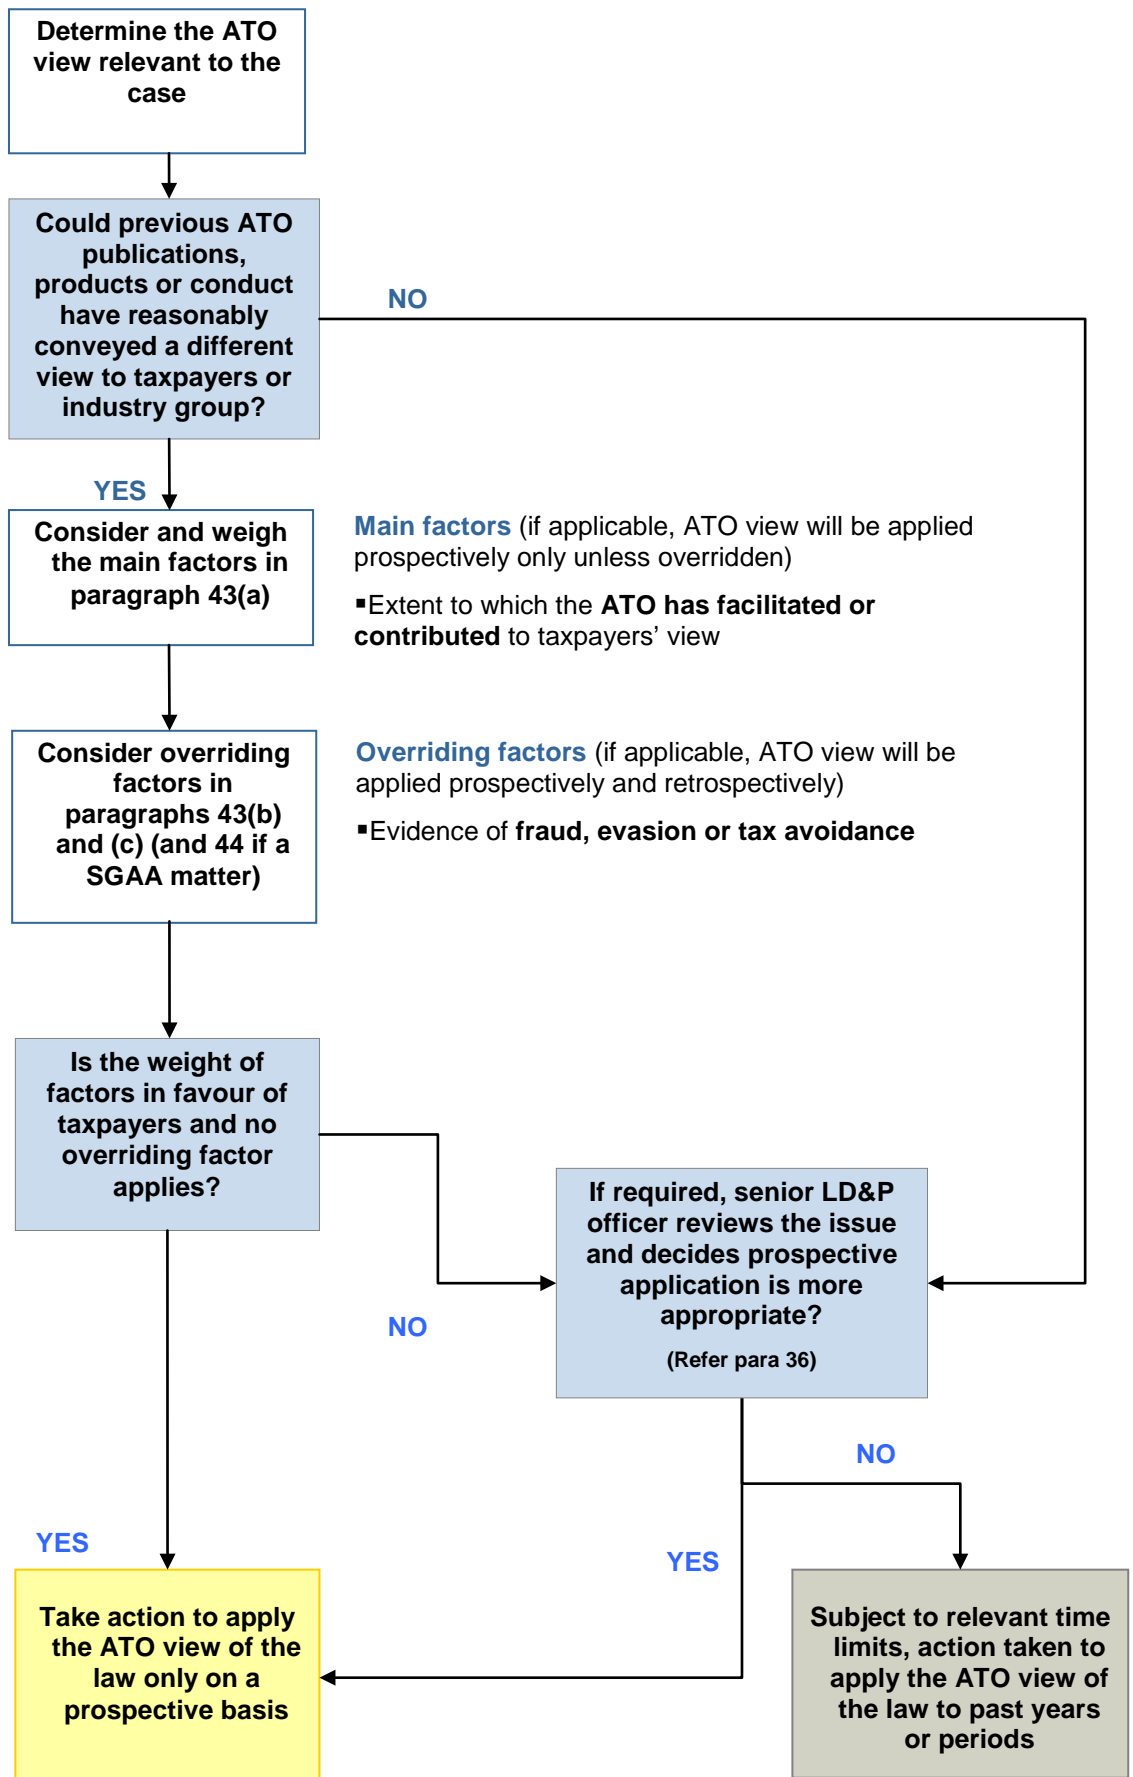 Determine the ATO
view relevant to the
case
Could previous ATO
publications,
products or conduct
have reasonably
conveyed a different
view to taxpayers or
industry group?
NO
YES
Consider and weigh
the main factors in
paragraph 43(a)
Main factors (if applicable, ATO view will be applied
prospectively only unless overridden)
▪Extent to which the ATO has facilitated or
contributed to taxpayers’ view
Consider overriding
factors in
paragraphs 43(b)
and (c) (and 44 if a
SGAA matter)
Overriding factors (if applicable, ATO view will be
applied prospectively and retrospectively)
▪Evidence of fraud, evasion or tax avoidance
Is the weight of
factors in favour of
taxpayers and no
overriding factor
applies?
NO
If required, senior LD&P
officer reviews the issue
and decides prospective
application is more
appropriate?
(Refer para 36)
NO
YES
YES
Take action to apply
the ATO view of the
law only on a
prospective basis
Subject to relevant time
limits, action taken to
apply the ATO view of
the law to past years
or periods